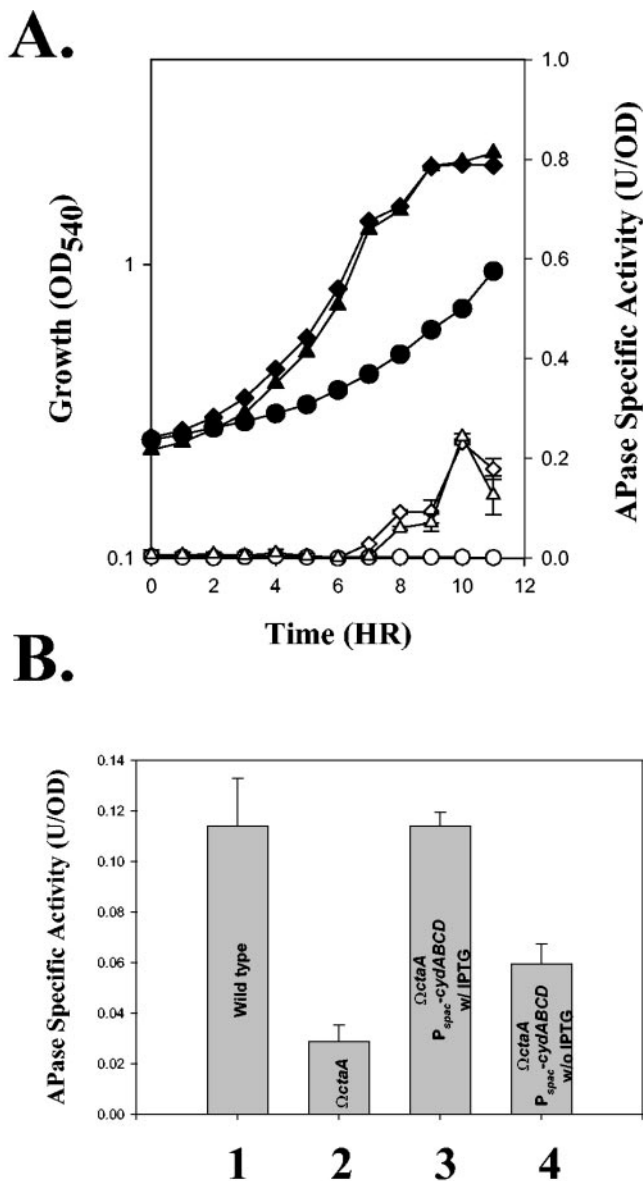 A.
Growth (OD540)
1
0.1
1.0
0.8
0.6
0.4
0.2
0.0
APase Specific Activity (U/OD)
0 2 4 6 8 10 12
Time (HR)
B.
APase Specific Activity (U/OD)
0.14
0.12
0.10
0.08
0.06
0.04
0.02
0.00
Wild type
ΩctaA
ΩctaA
Pspac-cydABCD
w/ IPTG
ΩctaA
Pspac-cydABCD
w/o IPTG
1 2 3 4